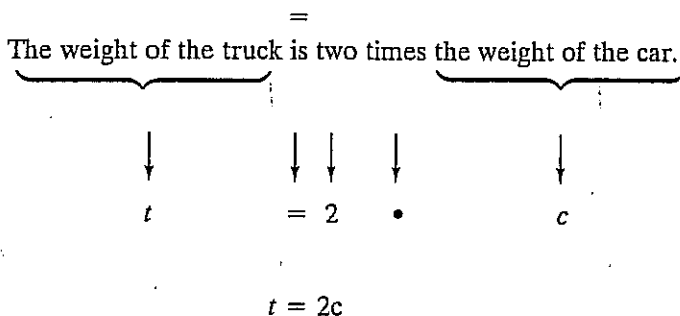 =
The weight of the truck is two times the weight of the car.
t = 2 • c
t = 2c